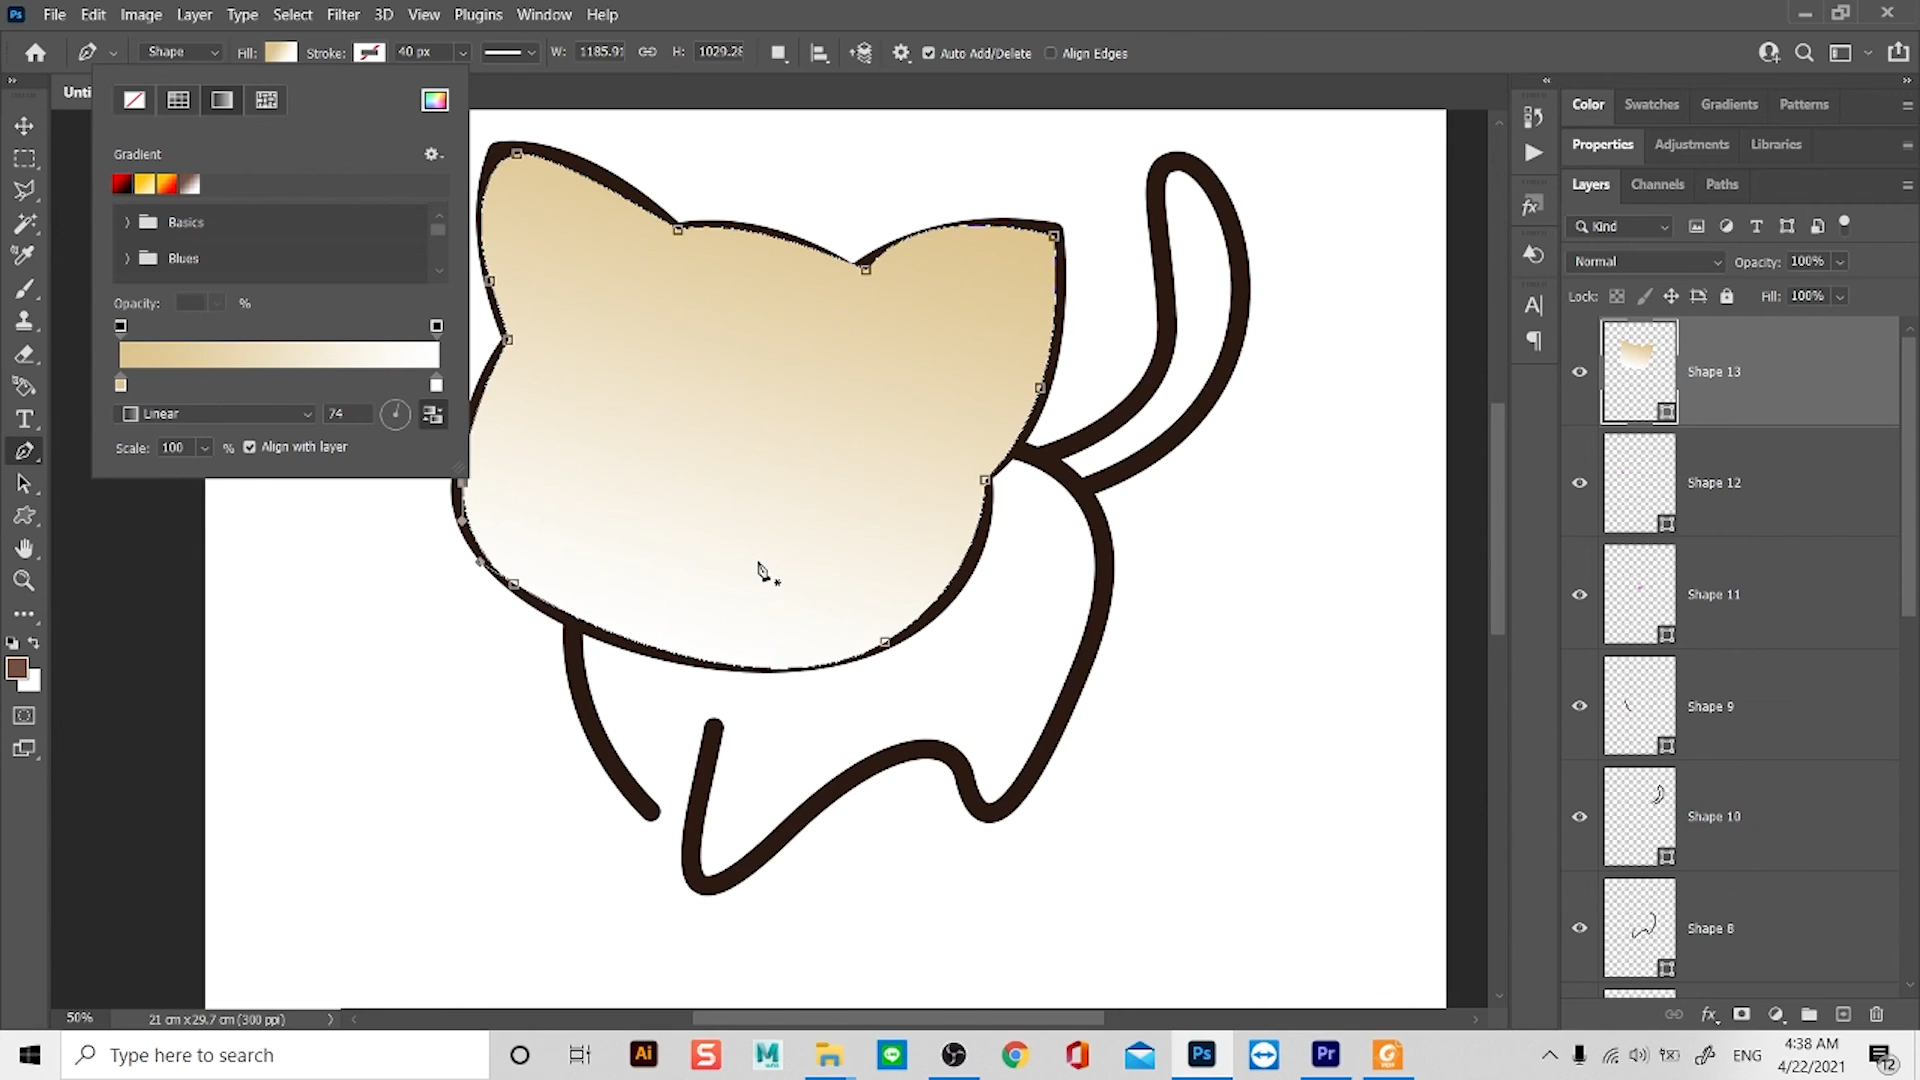 File Edit Image Layer Type Select Filter 3D View Plugins Window Help
Shape Fill: Stroke: 40 px W: 1185.91 H: 1029.28 Auto Add/Delete Align Edges
Unti
Color Swatches Gradients Patterns
Properties Adjustments Libraries
Gradient
Layers Channels Paths
Basics
Kind
Blues
Normal Opacity: 100%
Opacity: %
Lock: Fill: 100%
Shape 13
Linear 74
Scale: 100 % Align with layer
Shape 12
Shape 11
Shape 9
Shape 10
Shape 8
50% 21 cm x 29.7 cm (300 ppi)
Type here to search
ENG
4:38 AM
4/22/2021
12